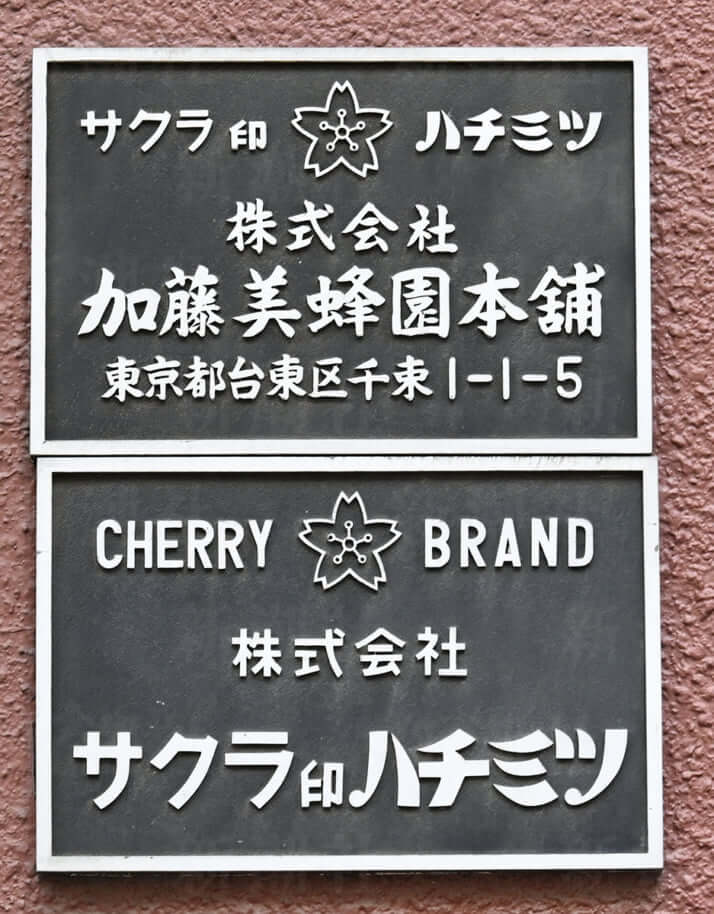 サクラ印 ハチミツ
株式会社
加藤美蜂園本舗
東京都台東区千束1-1-5
CHERRY BRAND
株式会社
サクラ印ハチミツ